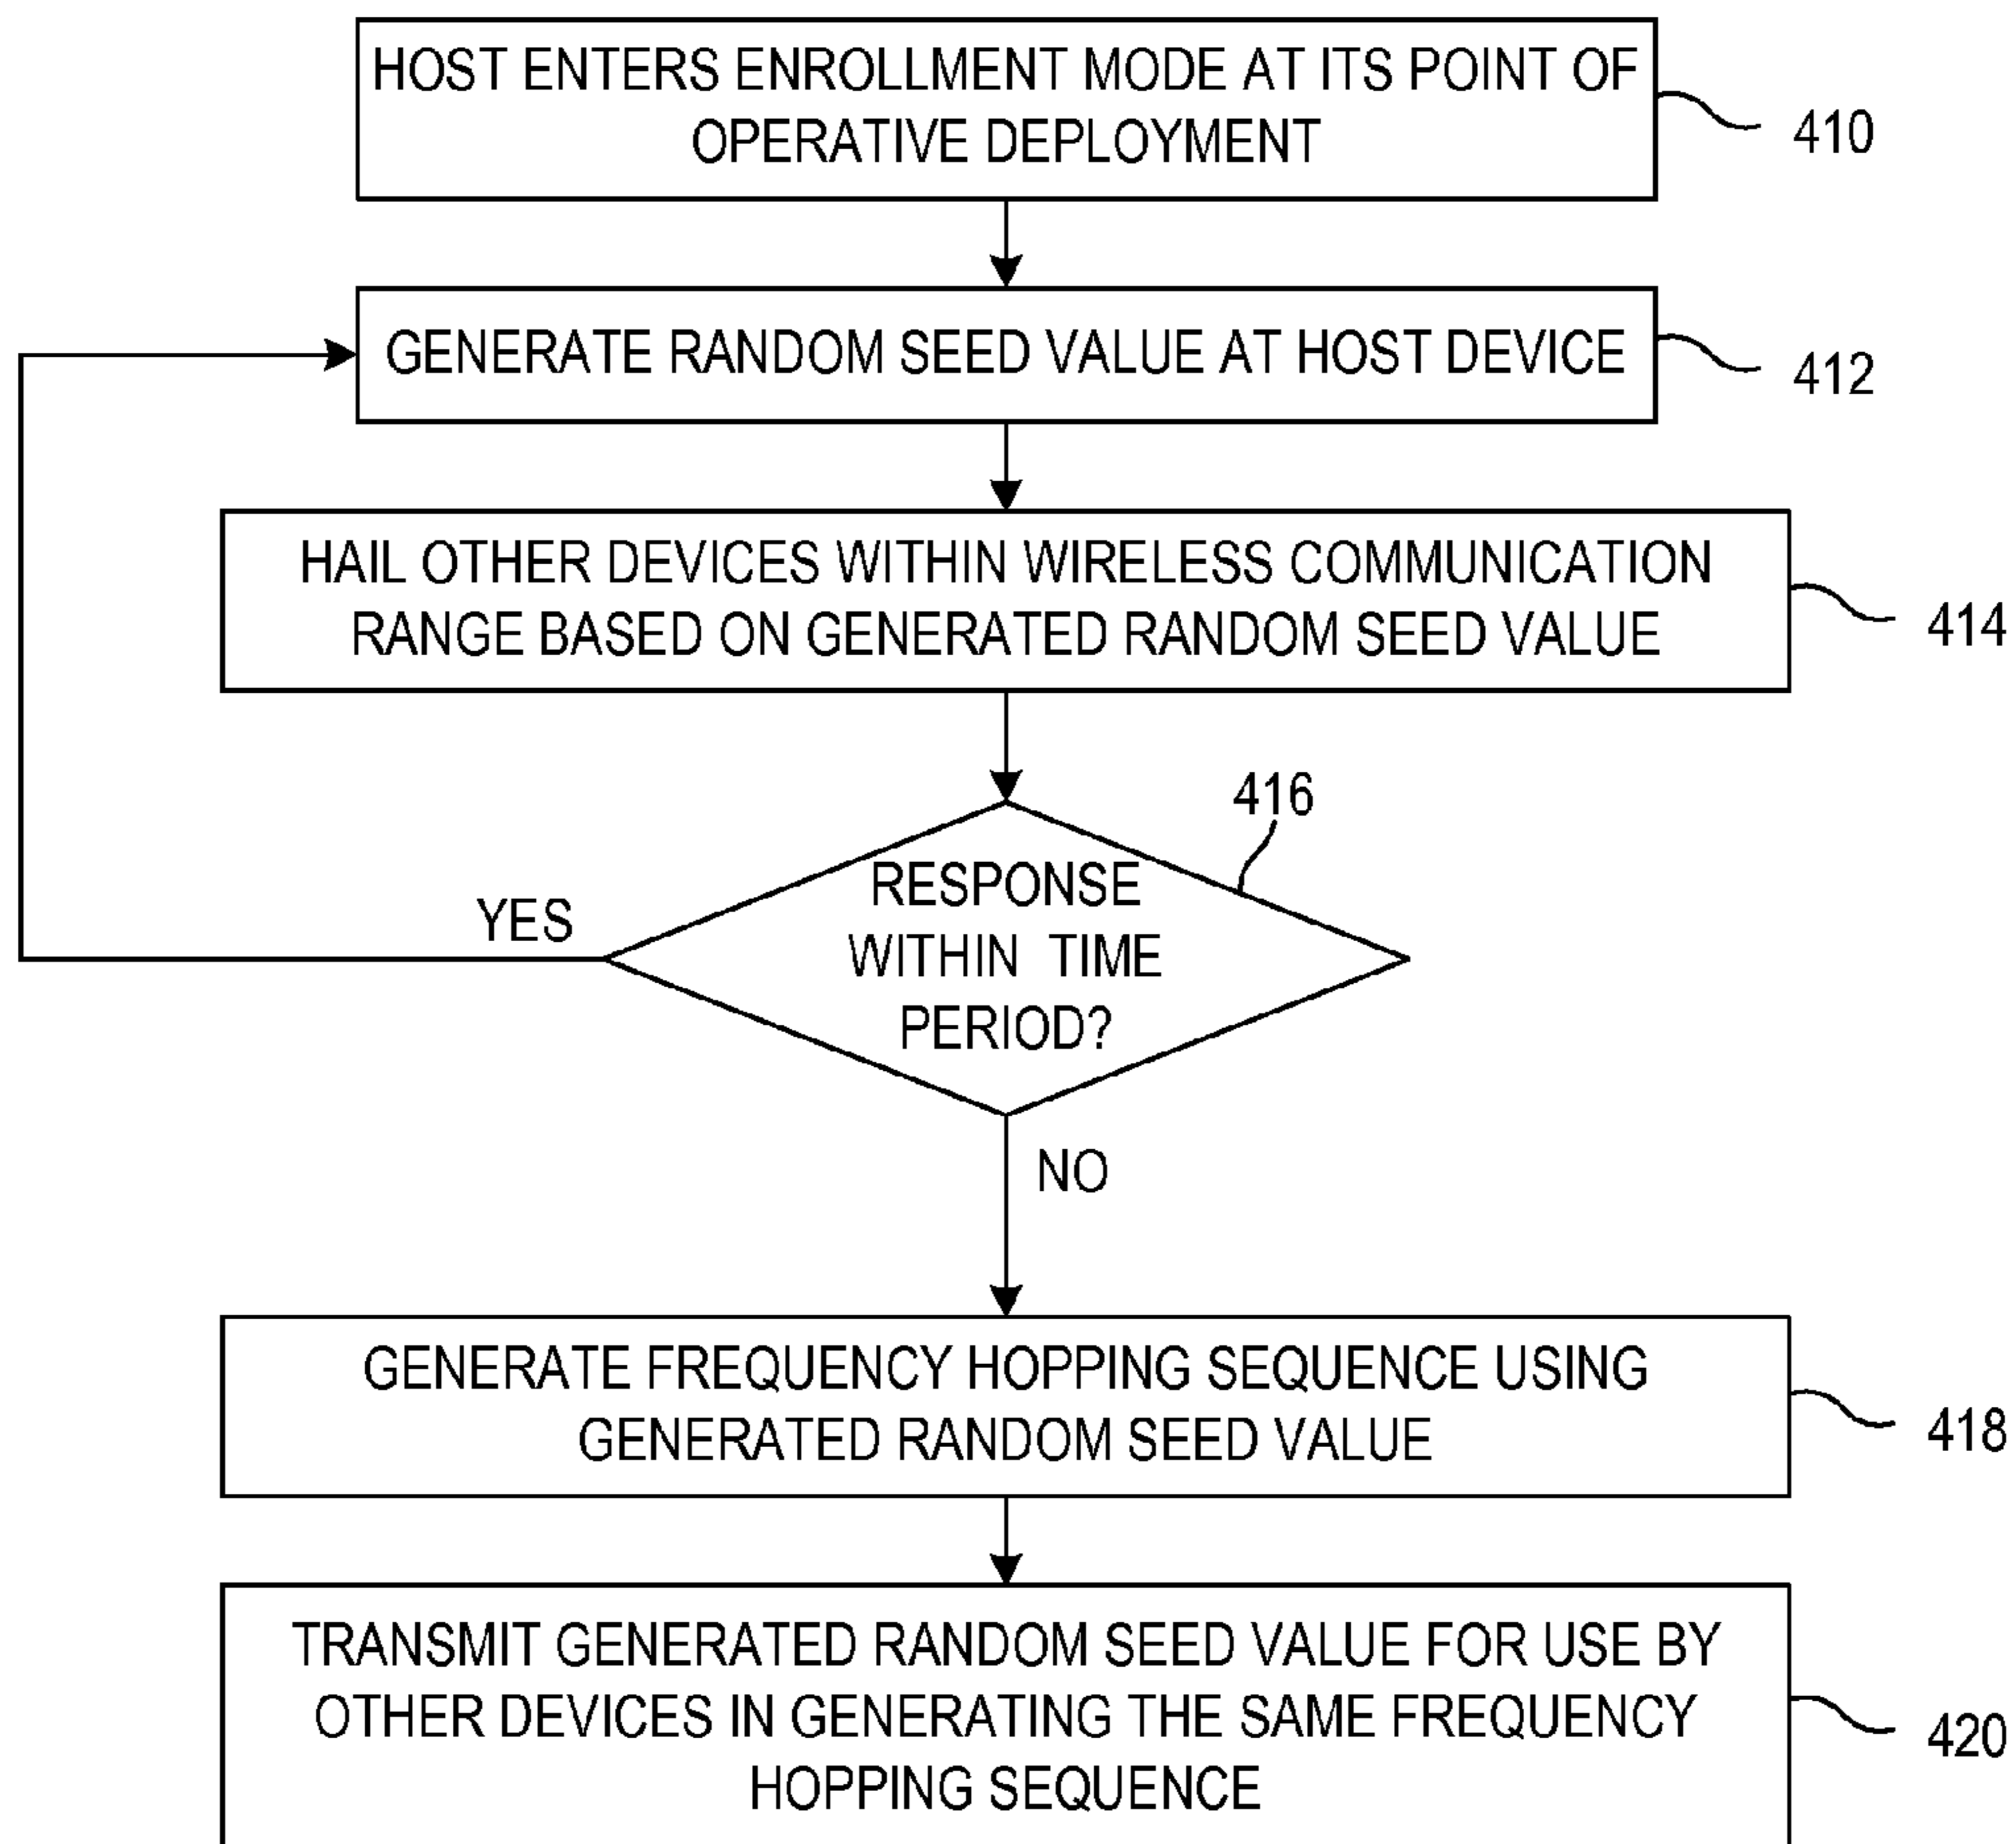 HOST ENTERS ENROLLMENT MODE AT ITS POINT OF
OPERATIVE DEPLOYMENT
410
GENERATE RANDOM SEED VALUE AT HOST DEVICE
412
HAIL OTHER DEVICES WITHIN WIRELESS COMMUNICATION
RANGE BASED ON GENERATED RANDOM SEED VALUE
414
416
RESPONSE
WITHIN TIME
PERIOD?
YES
NO
GENERATE FREQUENCY HOPPING SEQUENCE USING
GENERATED RANDOM SEED VALUE
418
TRANSMIT GENERATED RANDOM SEED VALUE FOR USE BY
OTHER DEVICES IN GENERATING THE SAME FREQUENCY
HOPPING SEQUENCE
420